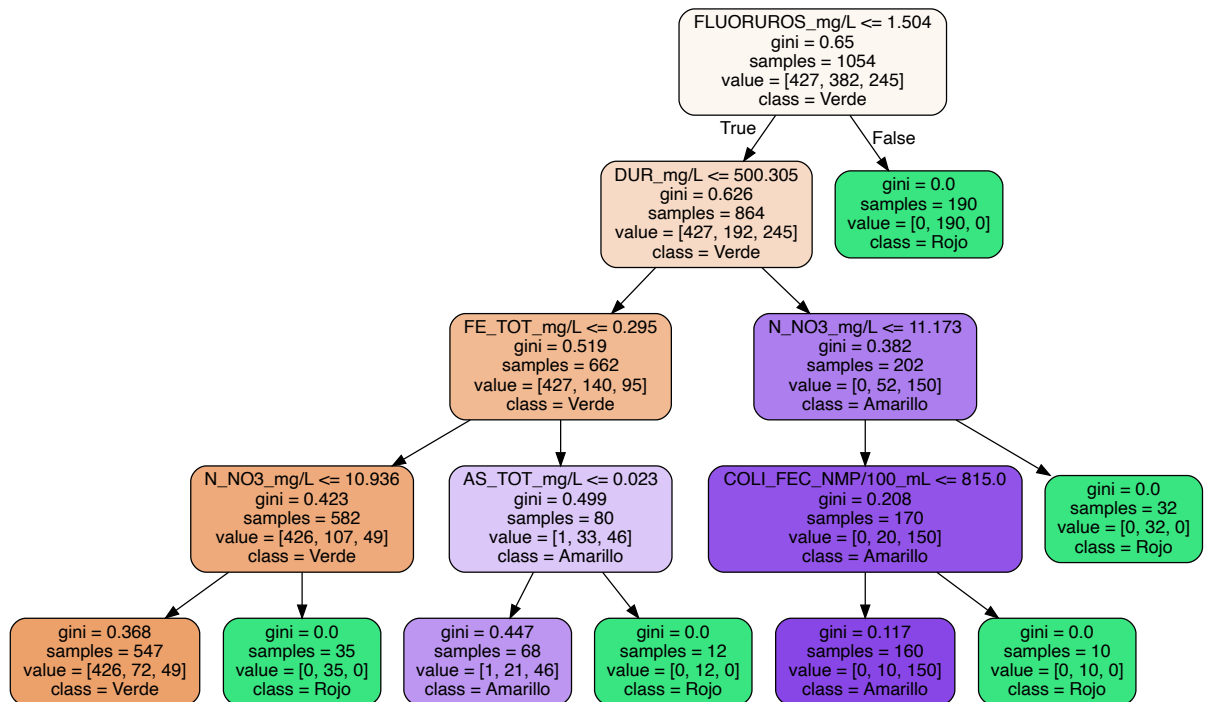 FLUORUROS_mg/L <= 1.504
gini = 0.65
samples = 1054
value = [427, 382, 245]
class = Verde
True
False
DUR_mg/L <= 500.305
gini = 0.626
samples = 864
value = [427, 192, 245]
class = Verde
gini = 0.0
samples = 190
value = [0, 190, 0]
class = Rojo
FE_TOT_mg/L <= 0.295
gini = 0.519
samples = 662
value = [427, 140, 95]
class = Verde
N_NO3_mg/L <= 11.173
gini = 0.382
samples = 202
value = [0, 52, 150]
class = Amarillo
N_NO3_mg/L <= 10.936
gini = 0.423
samples = 582
value = [426, 107, 49]
class = Verde
AS_TOT_mg/L <= 0.023
gini = 0.499
samples = 80
value = [1, 33, 46]
class = Amarillo
COLI_FEC_NMP/100_mL <= 815.0
gini = 0.208
samples = 170
value = [0, 20, 150]
class = Amarillo
gini = 0.0
samples = 32
value = [0, 32, 0]
class = Rojo
gini = 0.368
samples = 547
value = [426, 72, 49]
class = Verde
gini = 0.0
samples = 35
value = [0, 35, 0]
class = Rojo
gini = 0.447
samples = 68
value = [1, 21, 46]
class = Amarillo
gini = 0.0
samples = 12
value = [0, 12, 0]
class = Rojo
gini = 0.117
samples = 160
value = [0, 10, 150]
class = Amarillo
gini = 0.0
samples = 10
value = [0, 10, 0]
class = Rojo